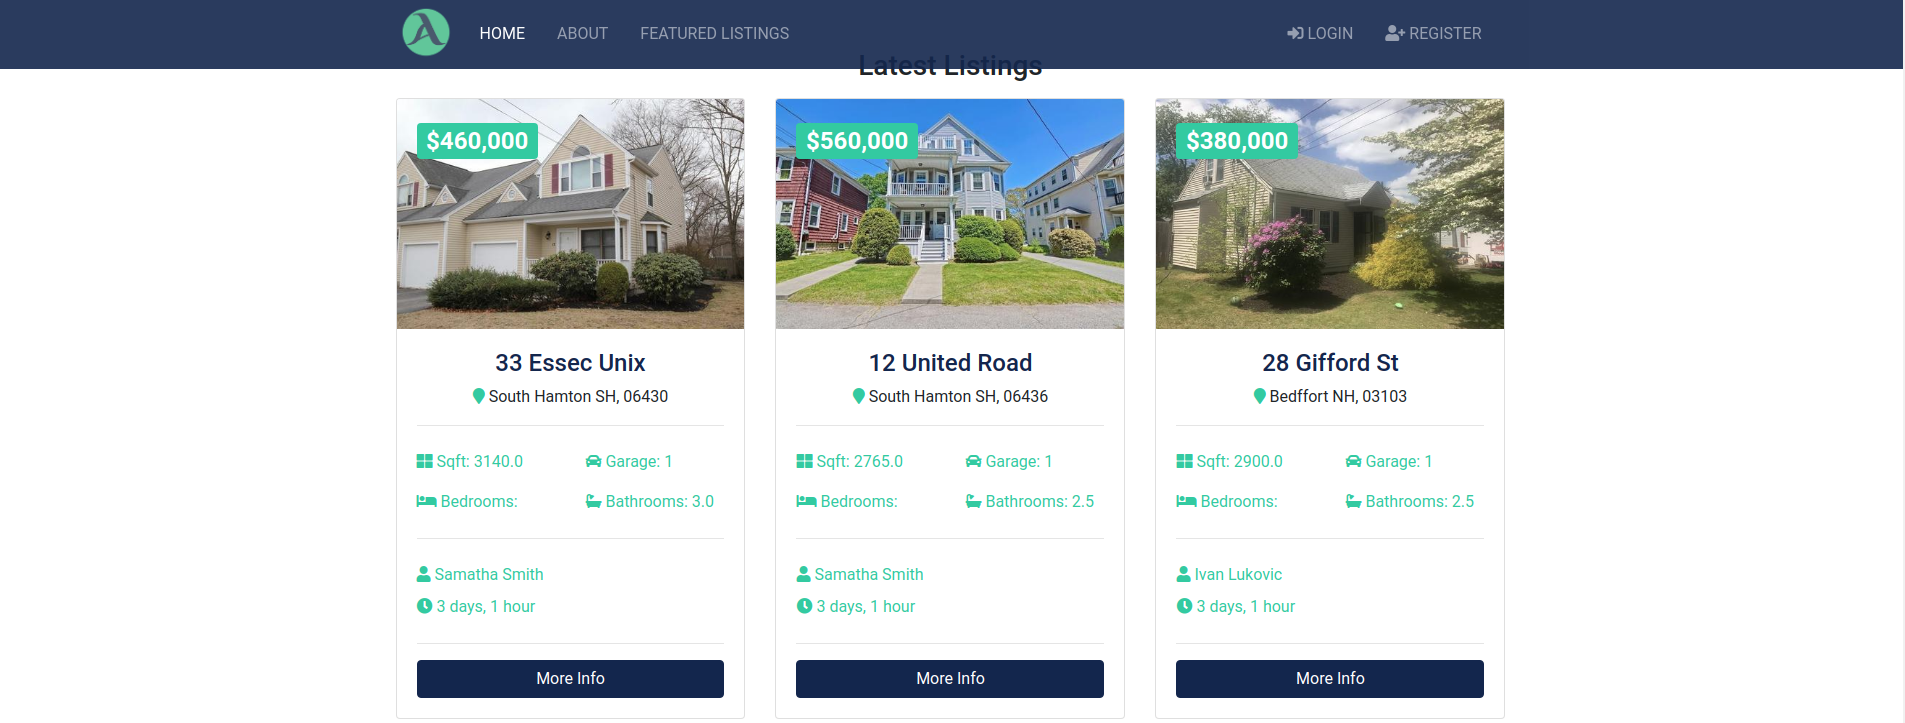 HOME ABOUT FEATURED LISTINGS LOGIN REGISTER
Latest Listings
$460,000 $560,000 $380,000
33 Essec Unix
South Hamton SH, 06430
Sqft: 3140.0 Garage: 1
Bedrooms: Bathrooms: 3.0
Samatha Smith
3 days, 1 hour
More Info
12 United Road
South Hamton SH, 06436
Sqft: 2765.0 Garage: 1
Bedrooms: Bathrooms: 2.5
Samatha Smith
3 days, 1 hour
More Info
28 Gifford St
Bedffort NH, 03103
Sqft: 2900.0 Garage: 1
Bedrooms: Bathrooms: 2.5
Ivan Lukovic
3 days, 1 hour
More Info